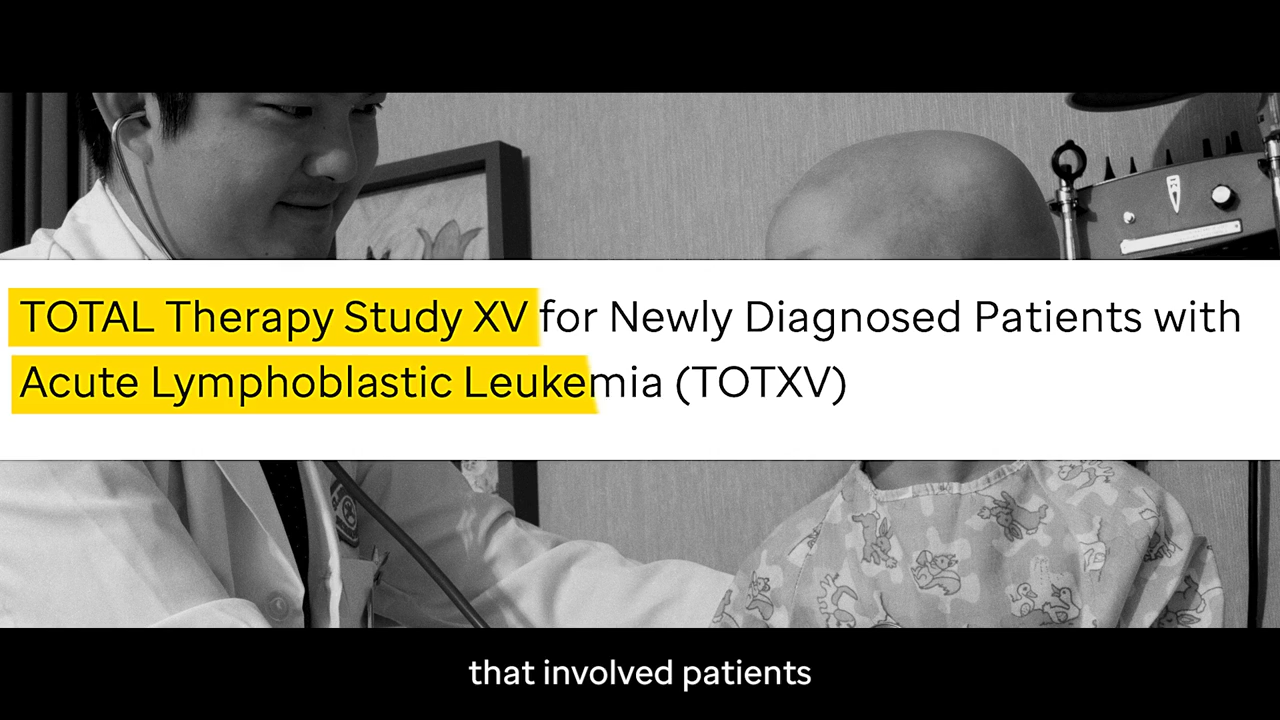 TOTAL Therapy Study XV for Newly Diagnosed Patients with
Acute Lymphoblastic Leukemia (TOTXV)
that involved patients